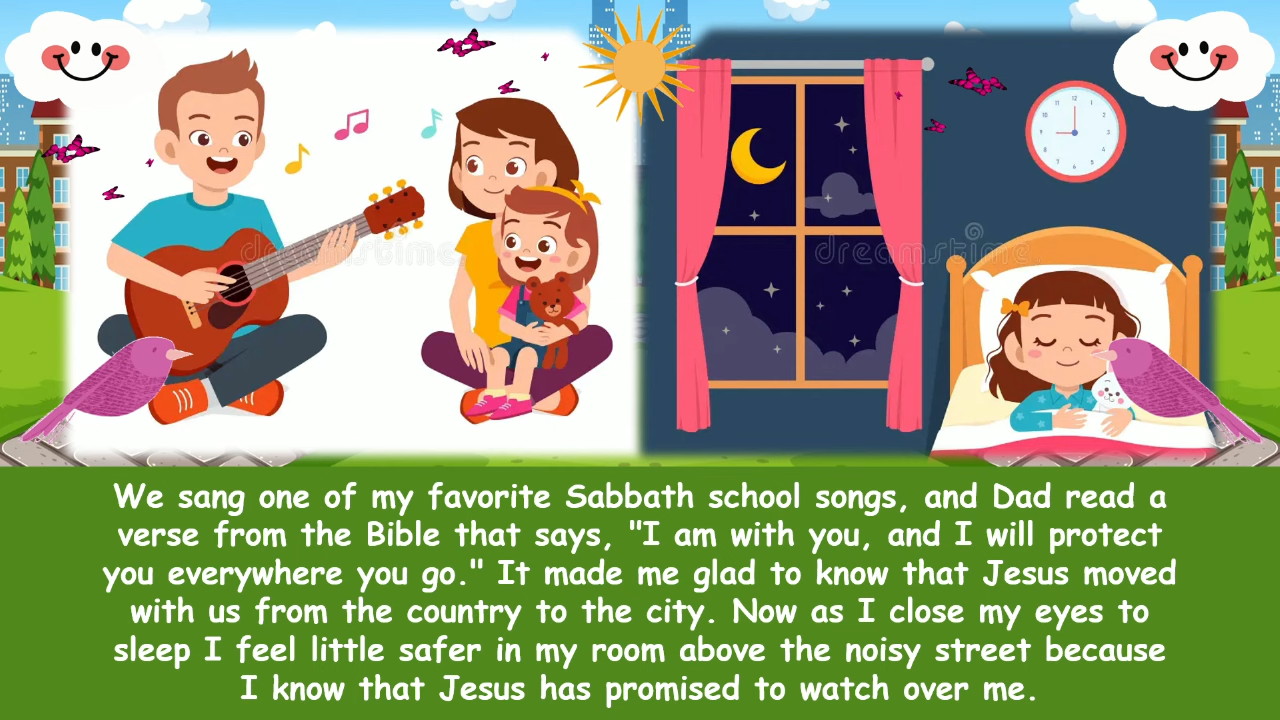 dreamstime
dreamstime
We sang one of my favorite Sabbath school songs, and Dad read a
verse from the Bible that says, "I am with you, and I will protect
you everywhere you go." It made me glad to know that Jesus moved
with us from the country to the city. Now as I close my eyes to
sleep I feel little safer in my room above the noisy street because
I know that Jesus has promised to watch over me.